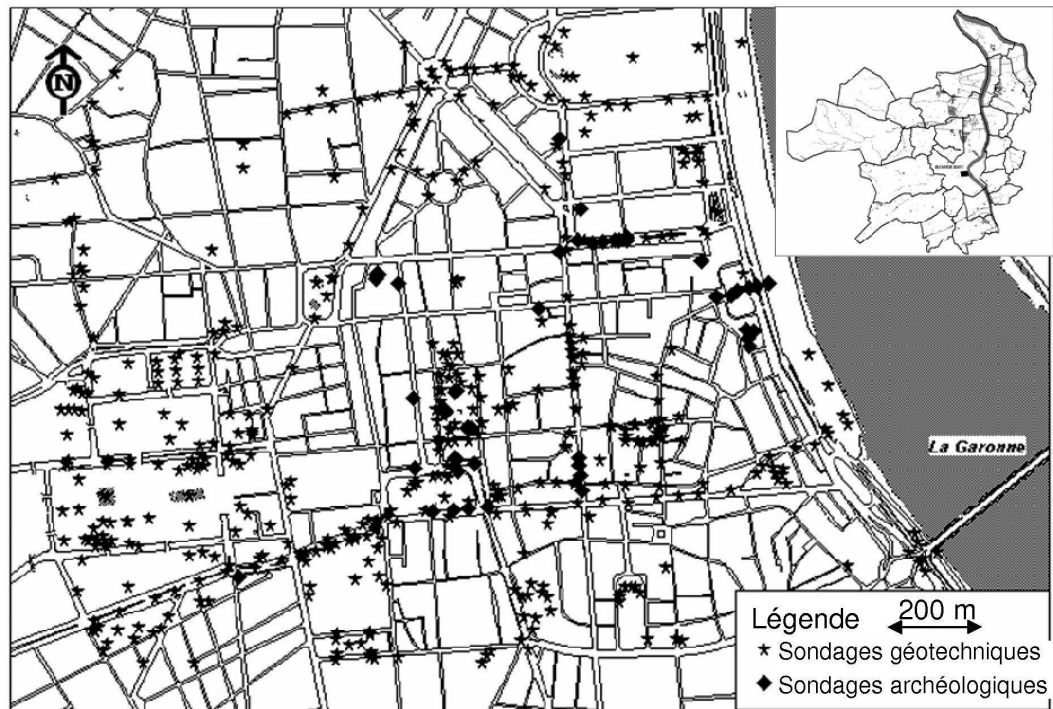 N
La Garonne
Légende
200 m
Sondages géotechniques
Sondages archéologiques